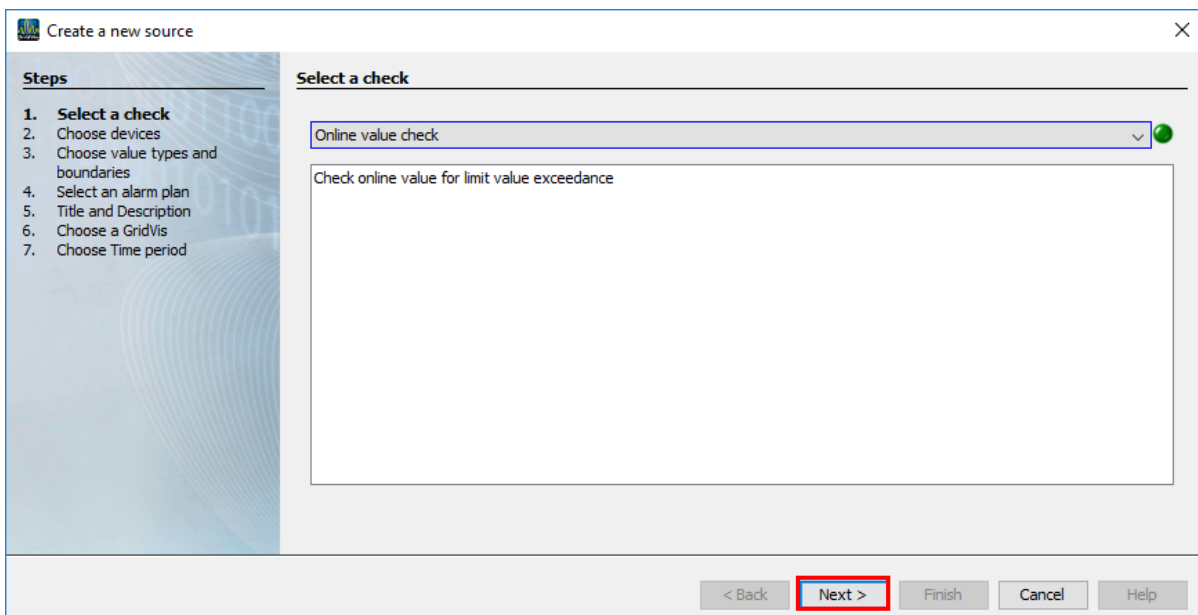 Create a new source
Steps
1. Select a check
2. Choose devices
3. Choose value types and
boundaries
4. Select an alarm plan
5. Title and Description
6. Choose a GridVis
7. Choose Time period
Select a check
Online value check
Check online value for limit value exceedance
< Back
Next >
Finish
Cancel
Help